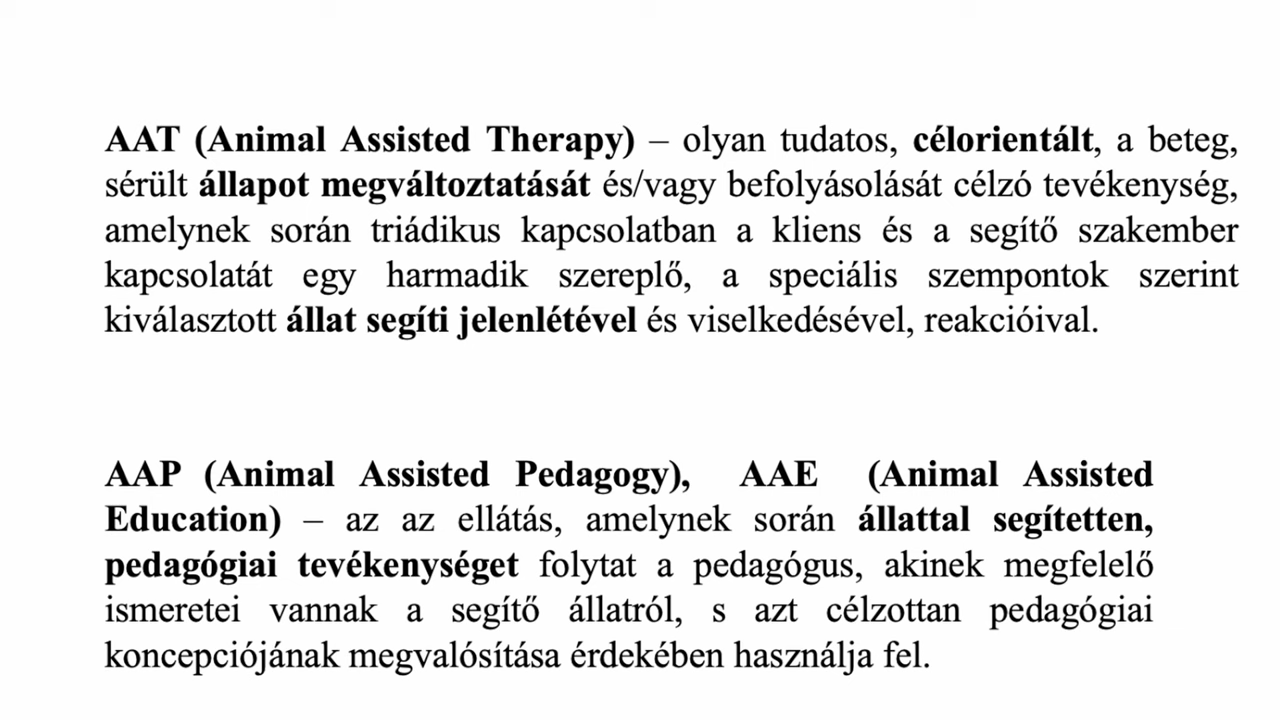 AAT (Animal Assisted Therapy) – olyan tudatos, célorientált, a beteg,
sérült állapot megváltoztatását és/vagy befolyásolását célzó tevékenység,
amelynek során triádikus kapcsolatban a kliens és a segítő szakember
kapcsolatát egy harmadik szereplő, a speciális szempontok szerint
kiválasztott állat segíti jelenlétével és viselkedésével, reakcióival.
AAP (Animal Assisted Pedagogy), AAE (Animal Assisted
Education) – az az ellátás, amelynek során állattal segítetten,
pedagógiai tevékenységet folytat a pedagógus, akinek megfelelő
ismeretei vannak a segítő állatról, s azt célzottan pedagógiai
koncepciójának megvalósítása érdekében használja fel.